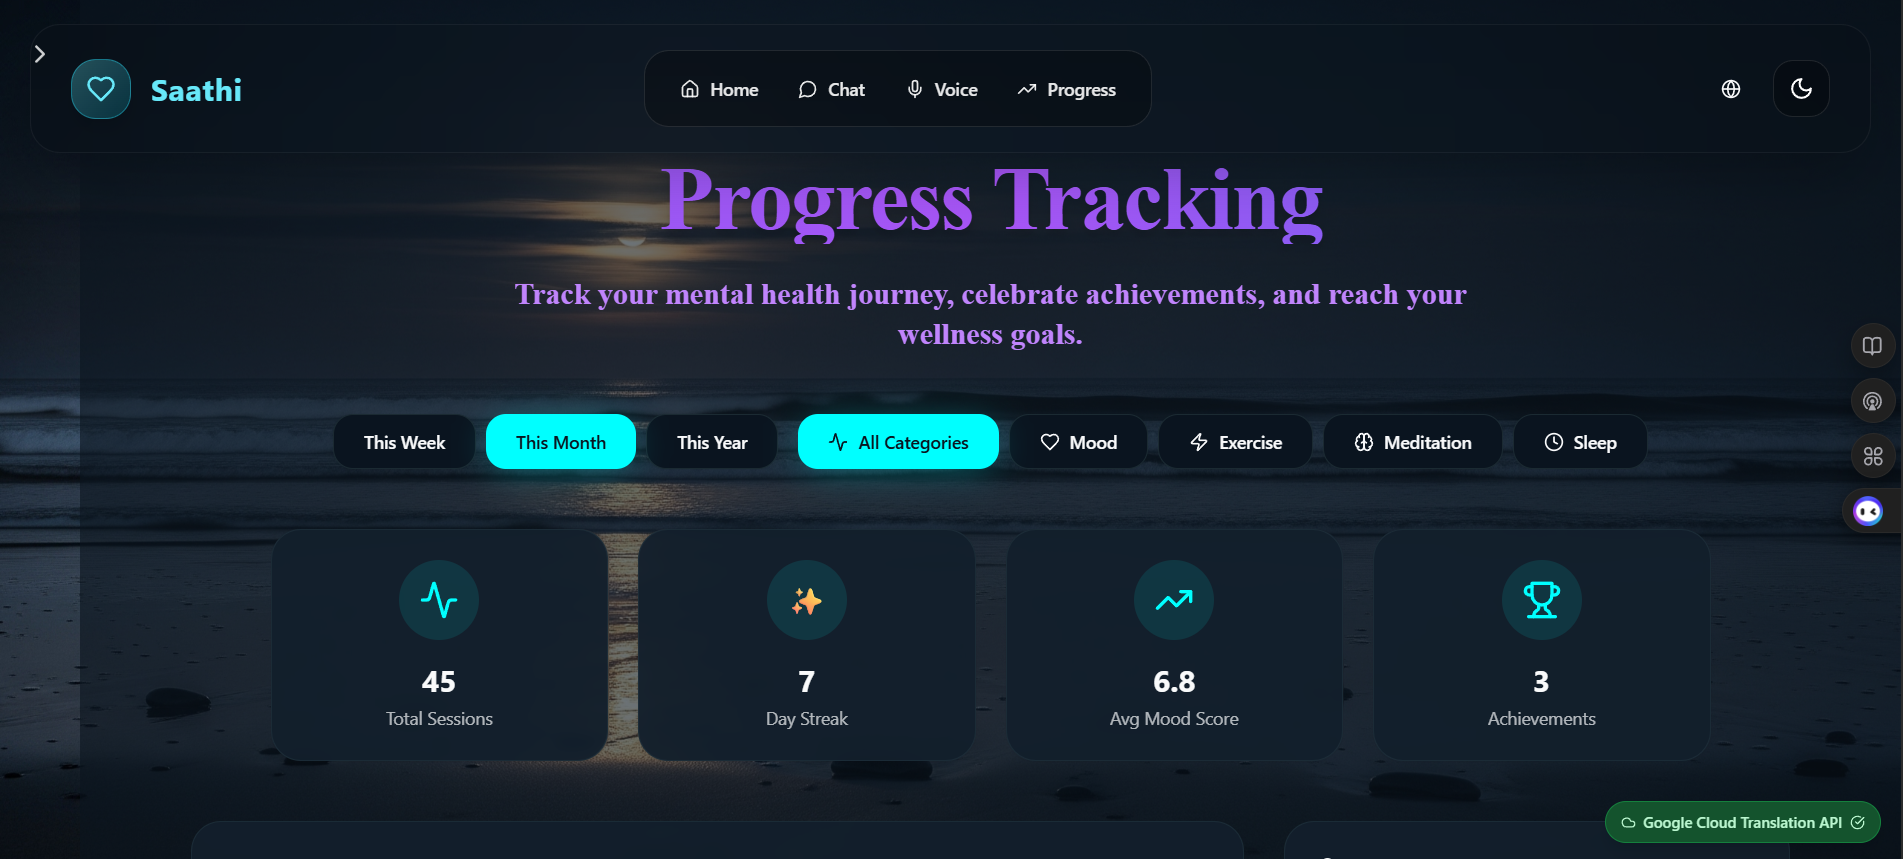 Saathi
Home
Chat
Voice
Progress
Progress Tracking
Track your mental health journey, celebrate achievements, and reach your
wellness goals.
This Week
This Month
This Year
All Categories
Mood
Exercise
Meditation
Sleep
45
Total Sessions
7
Day Streak
6.8
Avg Mood Score
3
Achievements
Google Cloud Translation API